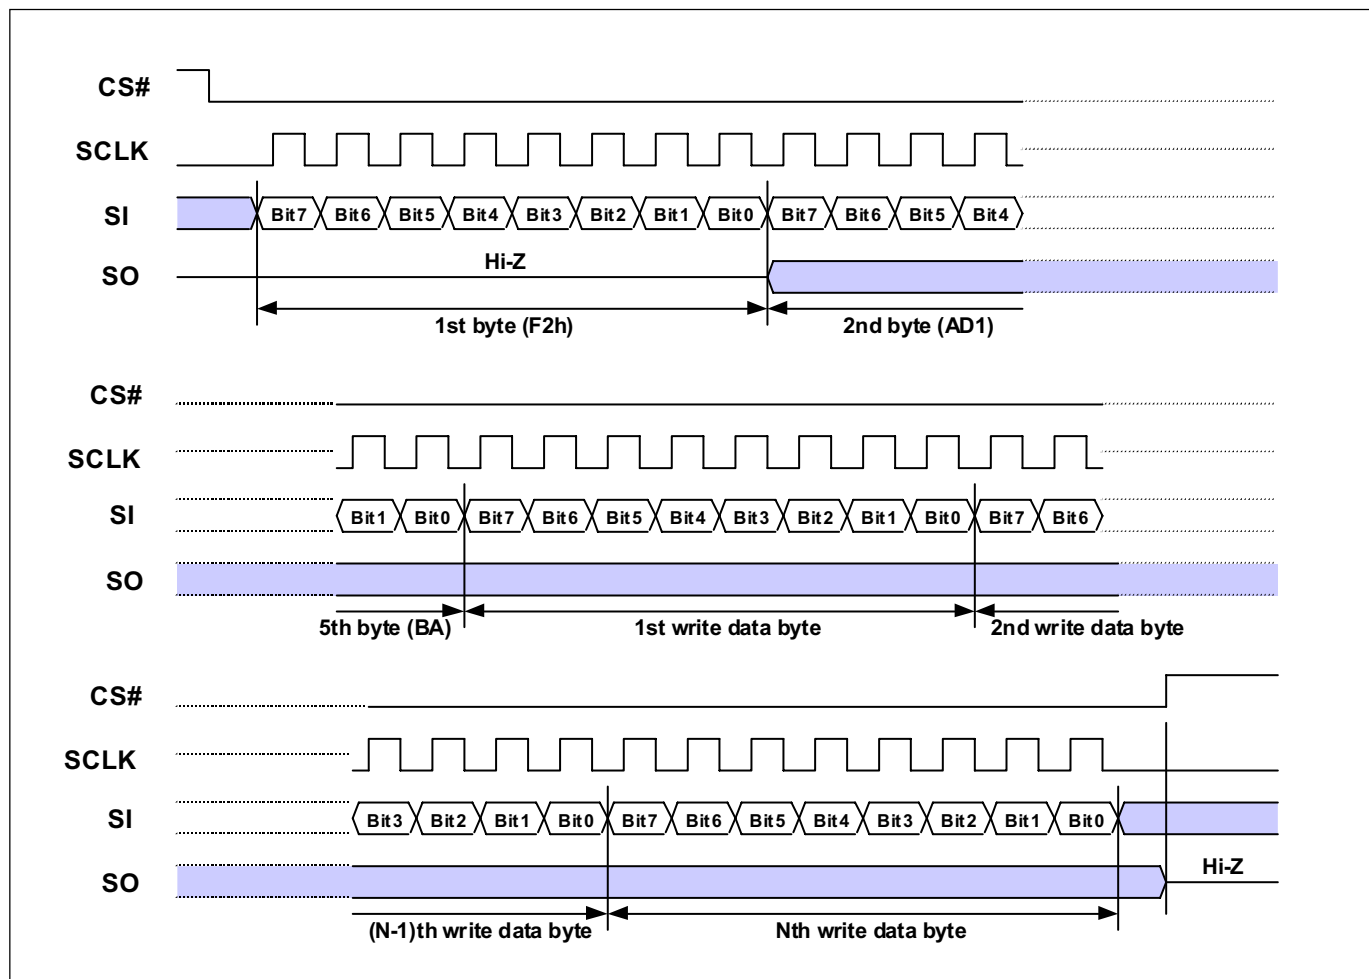 CS#
SCLK
SI Bit7 Bit6 Bit5 Bit4 Bit3 Bit2 Bit1 Bit0 Bit7 Bit6 Bit5 Bit4
Hi-Z
SO
1st byte (F2h) 2nd byte (AD1)
CS#
SCLK
SI Bit1 Bit0 Bit7 Bit6 Bit5 Bit4 Bit3 Bit2 Bit1 Bit0 Bit7 Bit6
SO
5th byte (BA) 1st write data byte 2nd write data byte
CS#
SCLK
SI Bit3 Bit2 Bit1 Bit0 Bit7 Bit6 Bit5 Bit4 Bit3 Bit2 Bit1 Bit0
SO Hi-Z
(N-1)th write data byte Nth write data byte